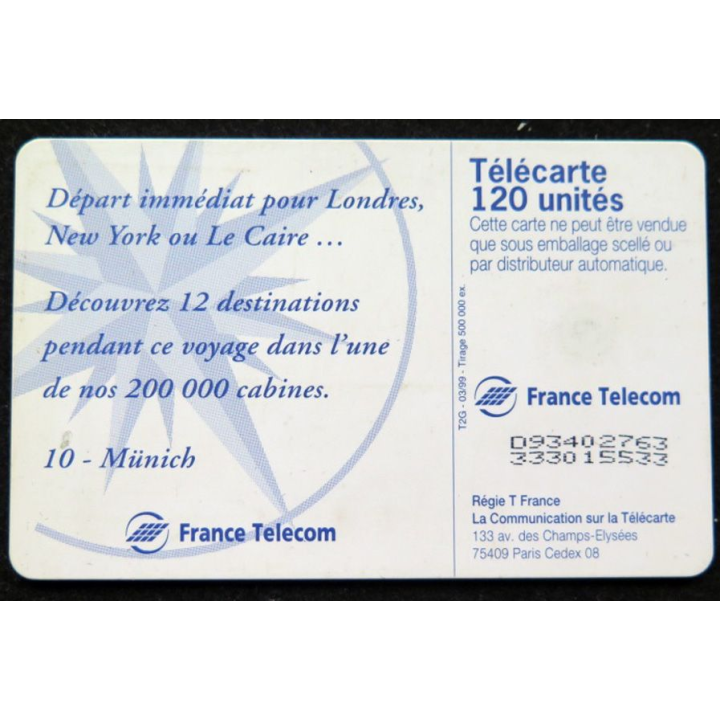 Départ immédiat pour Londres,
New York ou Le Caire ...
Découvrez 12 destinations
pendant ce voyage dans l'une
de nos 200 000 cabines.
10 - Münich
France Telecom
T2G - 03/99 - Tirage 500 000 ex.
Télécarte
120 unités
Cette carte ne peut être vendue
que sous emballage scellé ou
par distributeur automatique.
France Telecom
D93402763
333015533
Régie T France
La Communication sur la Télécarte
133 av. des Champs-Elysées
75409 Paris Cedex 08